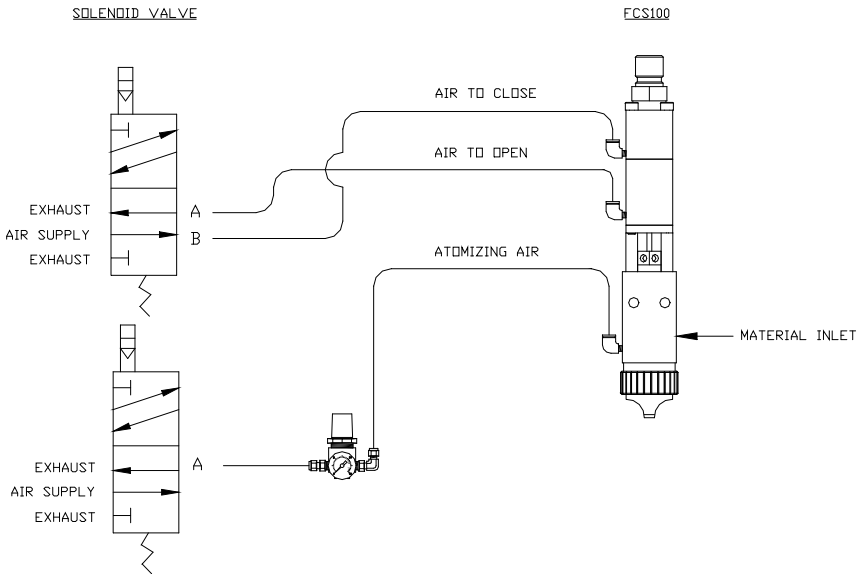 SOLENOID VALVE
FCS100
AIR TO CLOSE
AIR TO OPEN
EXHAUST
A
AIR SUPPLY
B
EXHAUST
ATOMIZING AIR
MATERIAL INLET
EXHAUST
A
AIR SUPPLY
EXHAUST